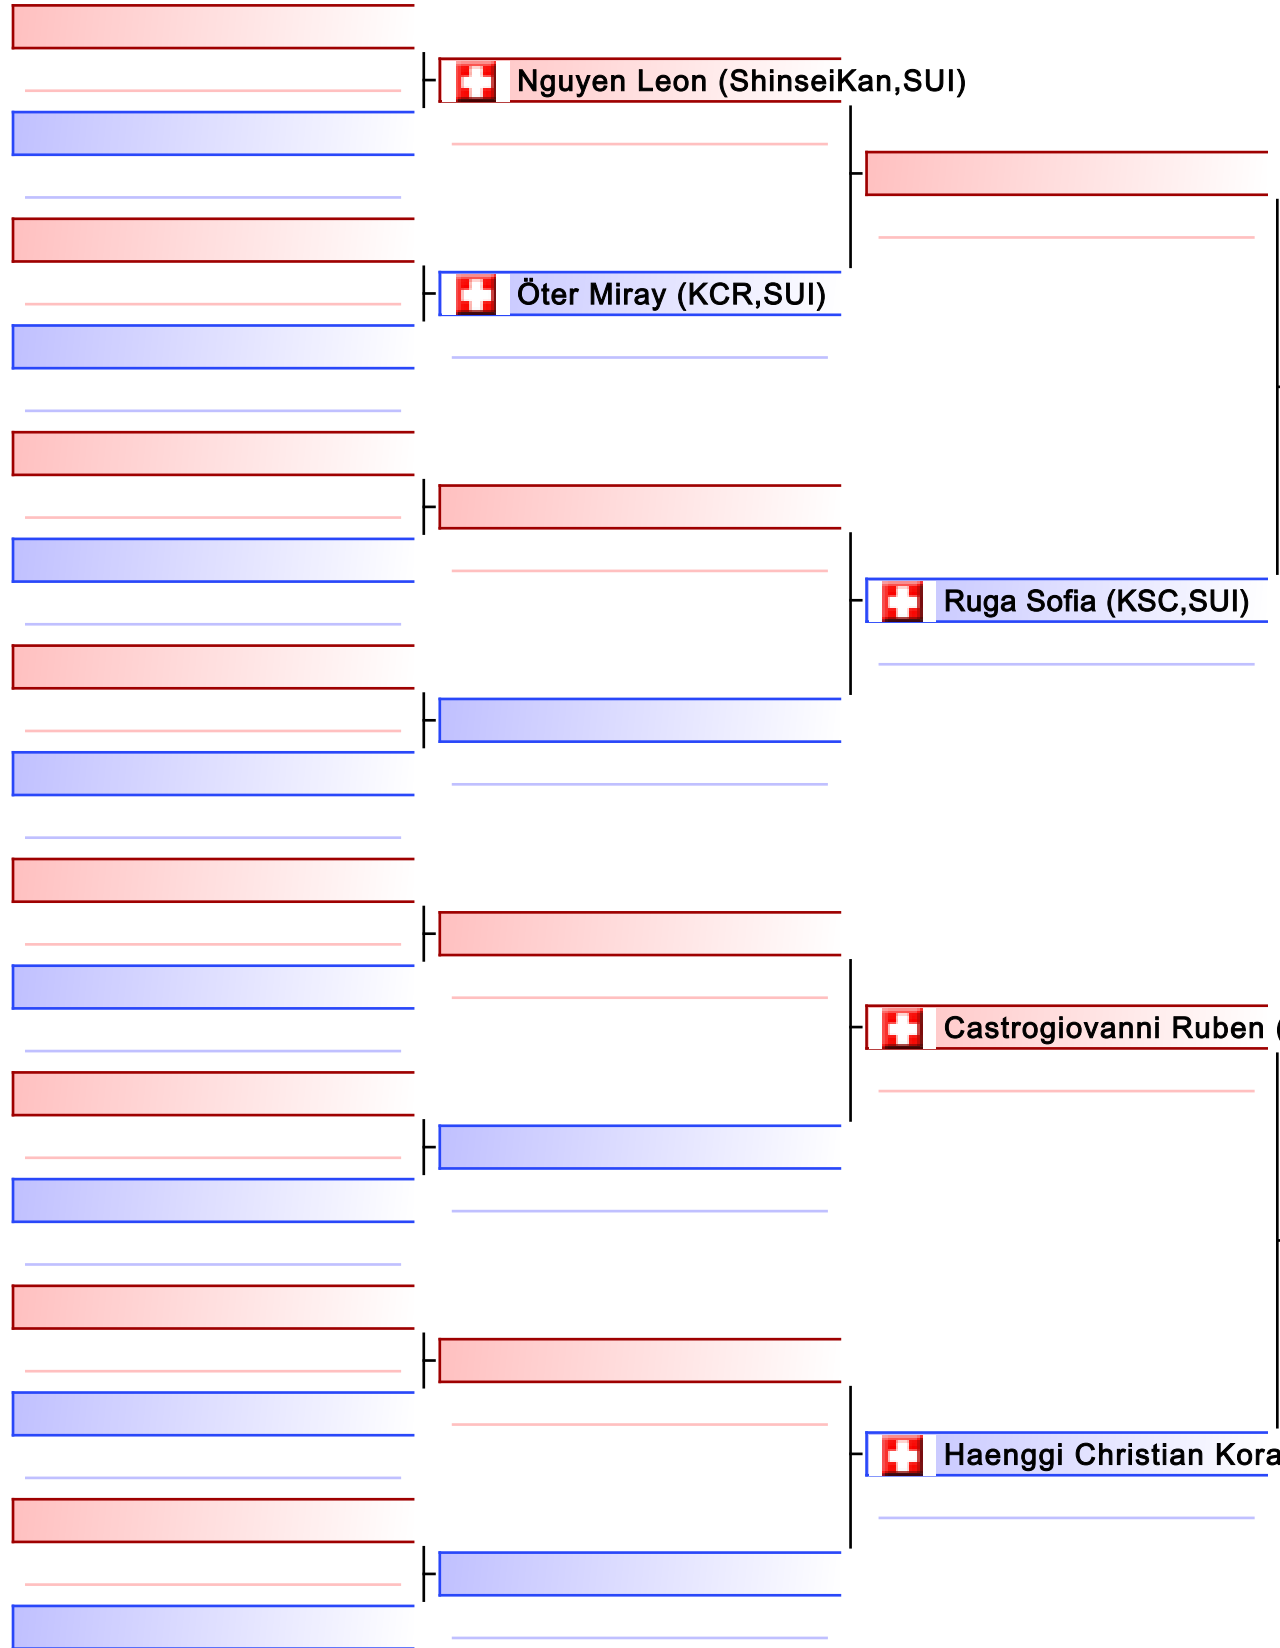 Nguyen Leon (ShinseiKan,SUI)
Öter Miray (KCR,SUI)
Ruga Sofia (KSC,SUI)
Castrogiovanni Ruben (
Haenggi Christian Kora